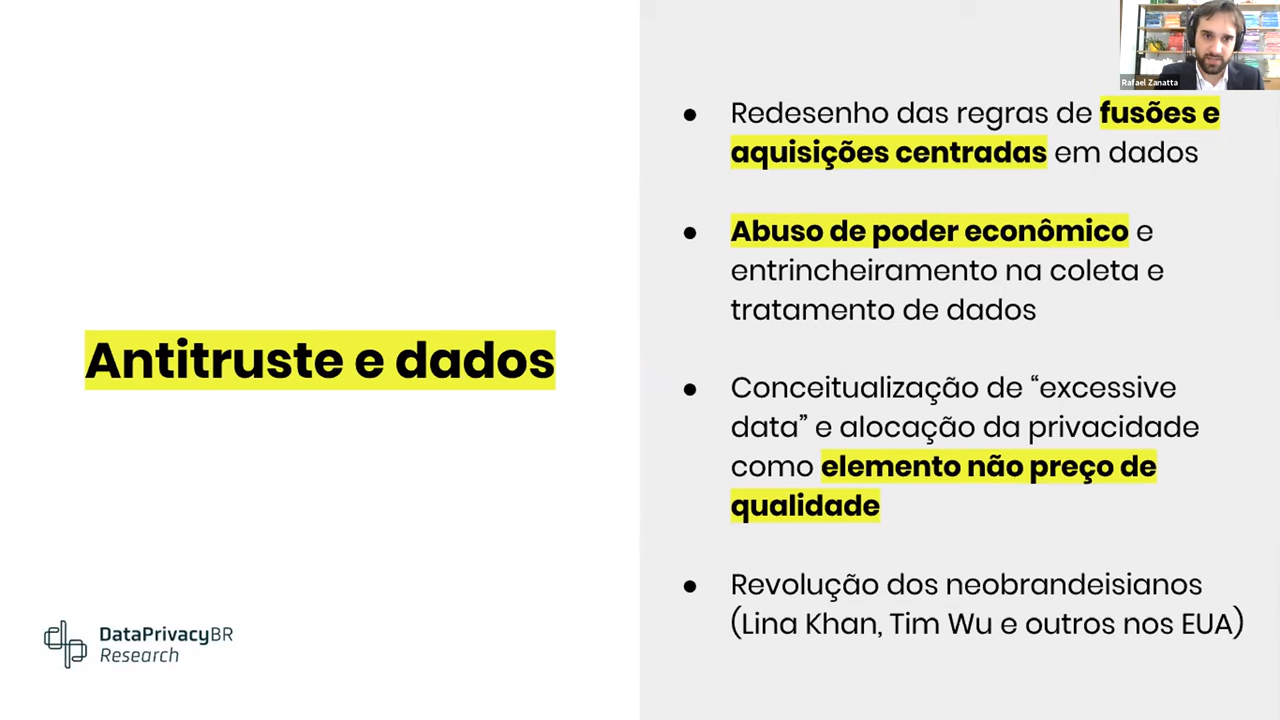 Rafael Zanatta
● Redesenho das regras de fusões e
aquisições centradas em dados
● Abuso de poder econômico e
entrincheiramento na coleta e
tratamento de dados
● Conceitualização de “excessive
data” e alocação da privacidade
como elemento não preço de
qualidade
● Revolução dos neobrandeisianos
(Lina Khan, Tim Wu e outros nos EUA)
Antitruste e dados
DataPrivacyBR
Research